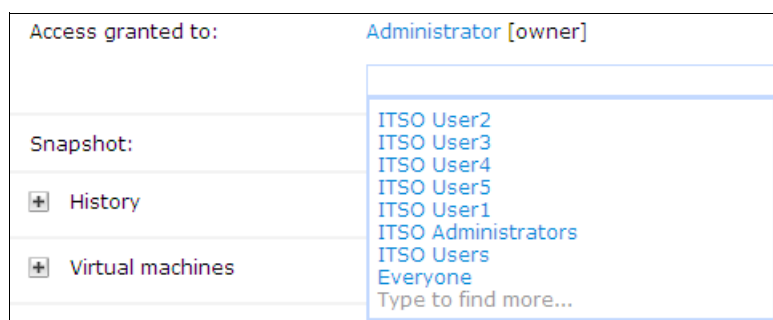 Access granted to: Administrator [owner]
ITSO User2
Snapshot:
ITSO User3
ITSO User4
ITSO User5
History
ITSO User1
ITSO Administrators
ITSO Users
Virtual machines
Everyone
Type to find more...